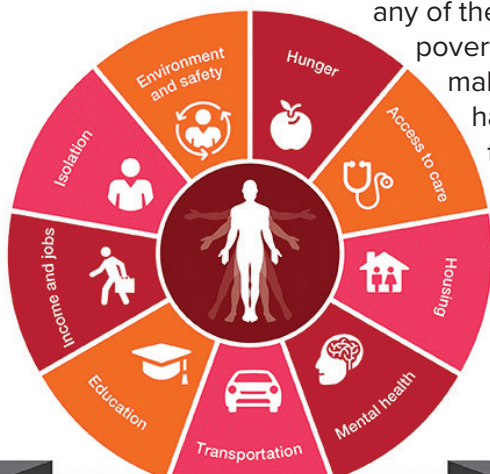 any of the
pover
mal
ha
Environment
and safety
Hunger
Access to care
Housing
Mental health
Transportation
Education
Income and jobs
Isolation